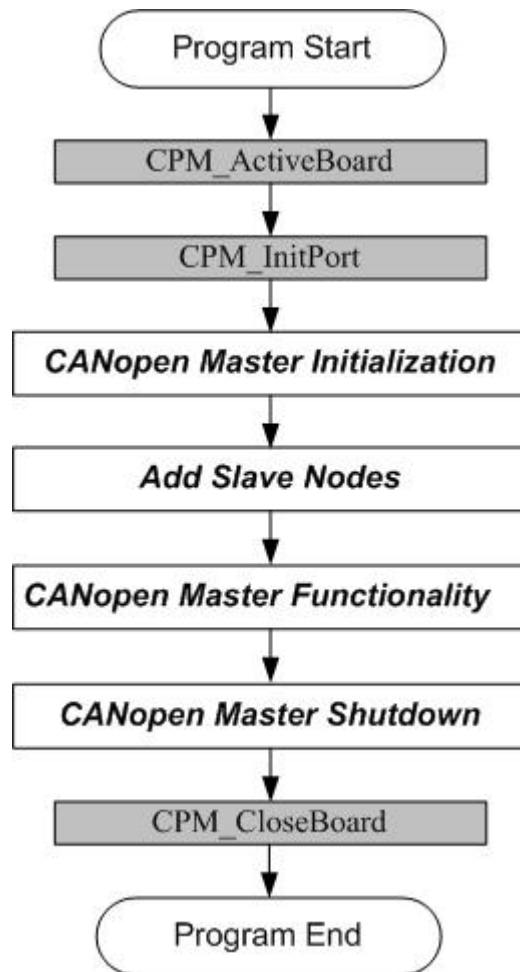 Program Start
CPM_ActiveBoard
CPM_InitPort
CANopen Master Initialization
Add Slave Nodes
CANopen Master Functionality
CANopen Master Shutdown
CPM_CloseBoard
Program End